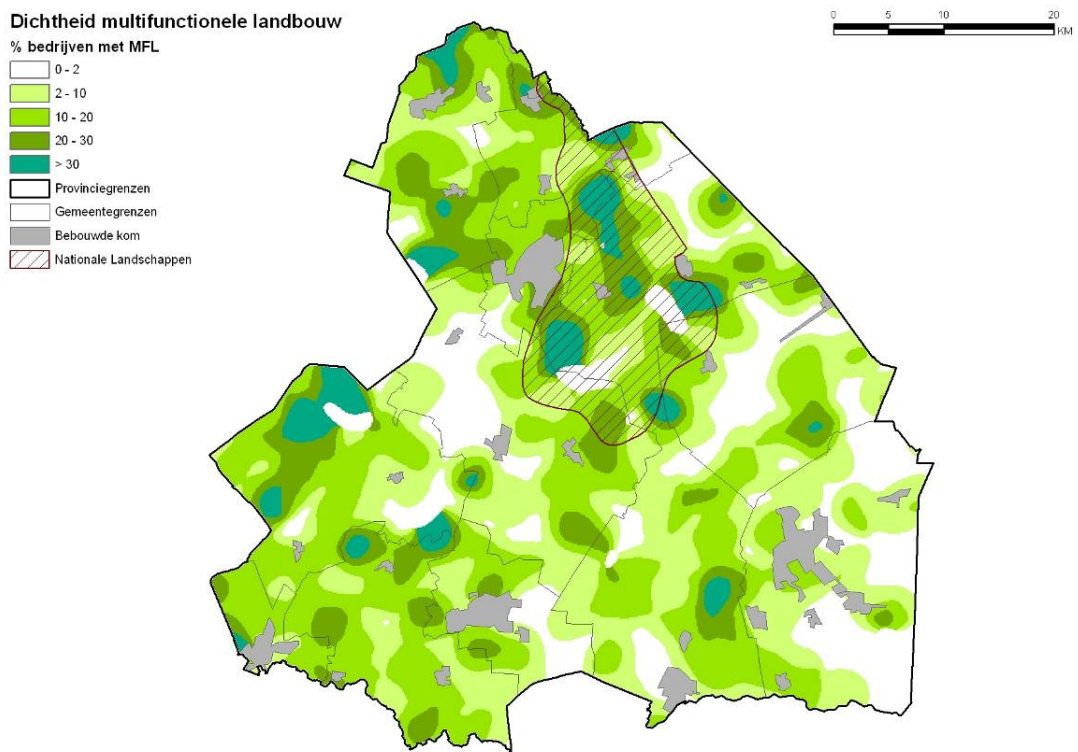 Dichtheid multifunctionele landbouw
% bedrijven met MFL
0 - 2
2 - 10
10 - 20
20 - 30
> 30
Provinciegrenzen
Gemeentegrenzen
Bebouwde kom
Nationale Landschappen
0 5 10 20
KM